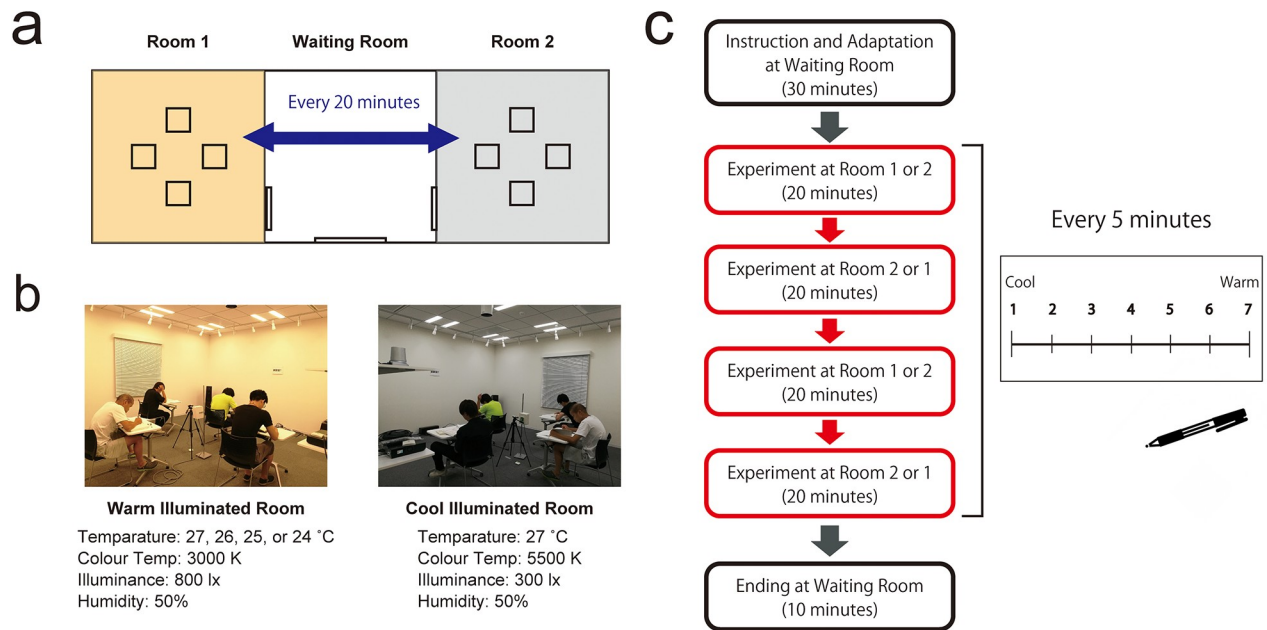 a
Room 1
Waiting Room
Room 2
Every 20 minutes
b
Warm Illuminated Room
Temparature: 27, 26, 25, or 24 ˚C
Colour Temp: 3000 K
Illuminance: 800 lx
Humidity: 50%
Cool Illuminated Room
Temparature: 27 ˚C
Colour Temp: 5500 K
Illuminance: 300 lx
Humidity: 50%
c
Instruction and Adaptation
at Waiting Room
(30 minutes)
Experiment at Room 1 or 2
(20 minutes)
Experiment at Room 2 or 1
(20 minutes)
Experiment at Room 1 or 2
(20 minutes)
Experiment at Room 2 or 1
(20 minutes)
Ending at Waiting Room
(10 minutes)
Every 5 minutes
Cool Warm
1 2 3 4 5 6 7